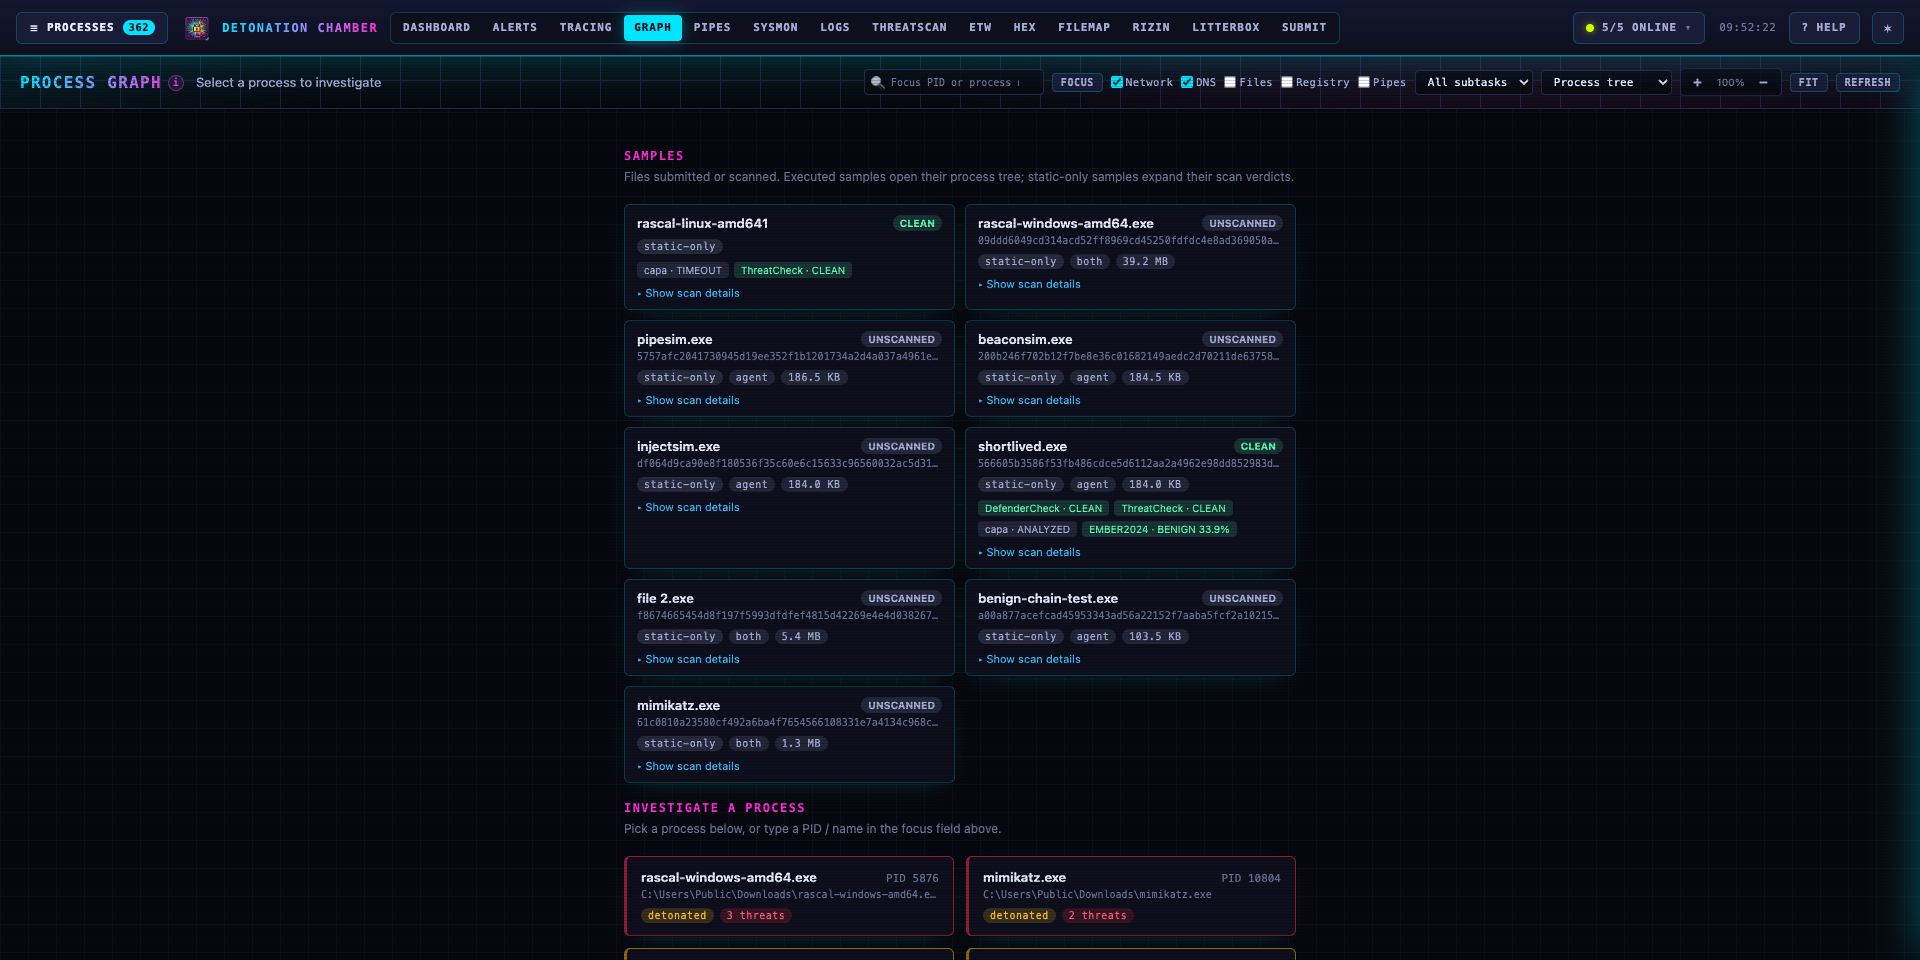 ≡ PROCESSES 362
DETONATION CHAMBER
DASHBOARD ALERTS TRACING GRAPH PIPES SYSMON LOGS THREATSCAN ETW HEX FILEMAP RIZIN LITTERBOX SUBMIT
5/5 ONLINE
09:52:22
? HELP
PROCESS GRAPH i Select a process to investigate
Focus PID or process FOCUS Network DNS Files Registry Pipes All subtasks Process tree + 100% − FIT REFRESH
SAMPLES
Files submitted or scanned. Executed samples open their process tree; static-only samples expand their scan verdicts.
rascal-linux-amd641 CLEAN
static-only
capa · TIMEOUT ThreatCheck · CLEAN
Show scan details
rascal-windows-amd64.exe UNSCANNED
09ddd6049cd314acd52ff8969cd45250fdfdc4e8ad369050a…
static-only both 39.2 MB
Show scan details
pipesim.exe UNSCANNED
5757afc2041730945d19ee352f1b1201734a2d4a037a4961e…
static-only agent 186.5 KB
Show scan details
beaconsim.exe UNSCANNED
200b246f702b12f7be8e36c01682149aedc2d70211de63758…
static-only agent 184.5 KB
Show scan details
injectsim.exe UNSCANNED
df064d9ca90e8f180536f35c60e6c15633c96560032ac5d31…
static-only agent 184.0 KB
Show scan details
shortlived.exe CLEAN
566605b3586f53fb486cdce5d6112aa2a4962e98dd852983d…
static-only agent 184.0 KB
DefenderCheck · CLEAN ThreatCheck · CLEAN
capa · ANALYZED EMBER2024 · BENIGN 33.9%
Show scan details
file 2.exe UNSCANNED
f8674665454d8f197f5993dfdfef4815d42269e4e4d038267…
static-only both 5.4 MB
Show scan details
benign-chain-test.exe UNSCANNED
a00a877acefcad45953343ad56a22152f7aaba5fcf2a10215…
static-only agent 103.5 KB
Show scan details
mimikatz.exe UNSCANNED
61c0810a23580cf492a6ba4f7654566108331e7a4134c968c…
static-only both 1.3 MB
Show scan details
INVESTIGATE A PROCESS
Pick a process below, or type a PID / name in the focus field above.
rascal-windows-amd64.exe PID 5876
C:\Users\Public\Downloads\rascal-windows-amd64.e…
detonated 3 threats
mimikatz.exe PID 10804
C:\Users\Public\Downloads\mimikatz.exe
detonated 2 threats